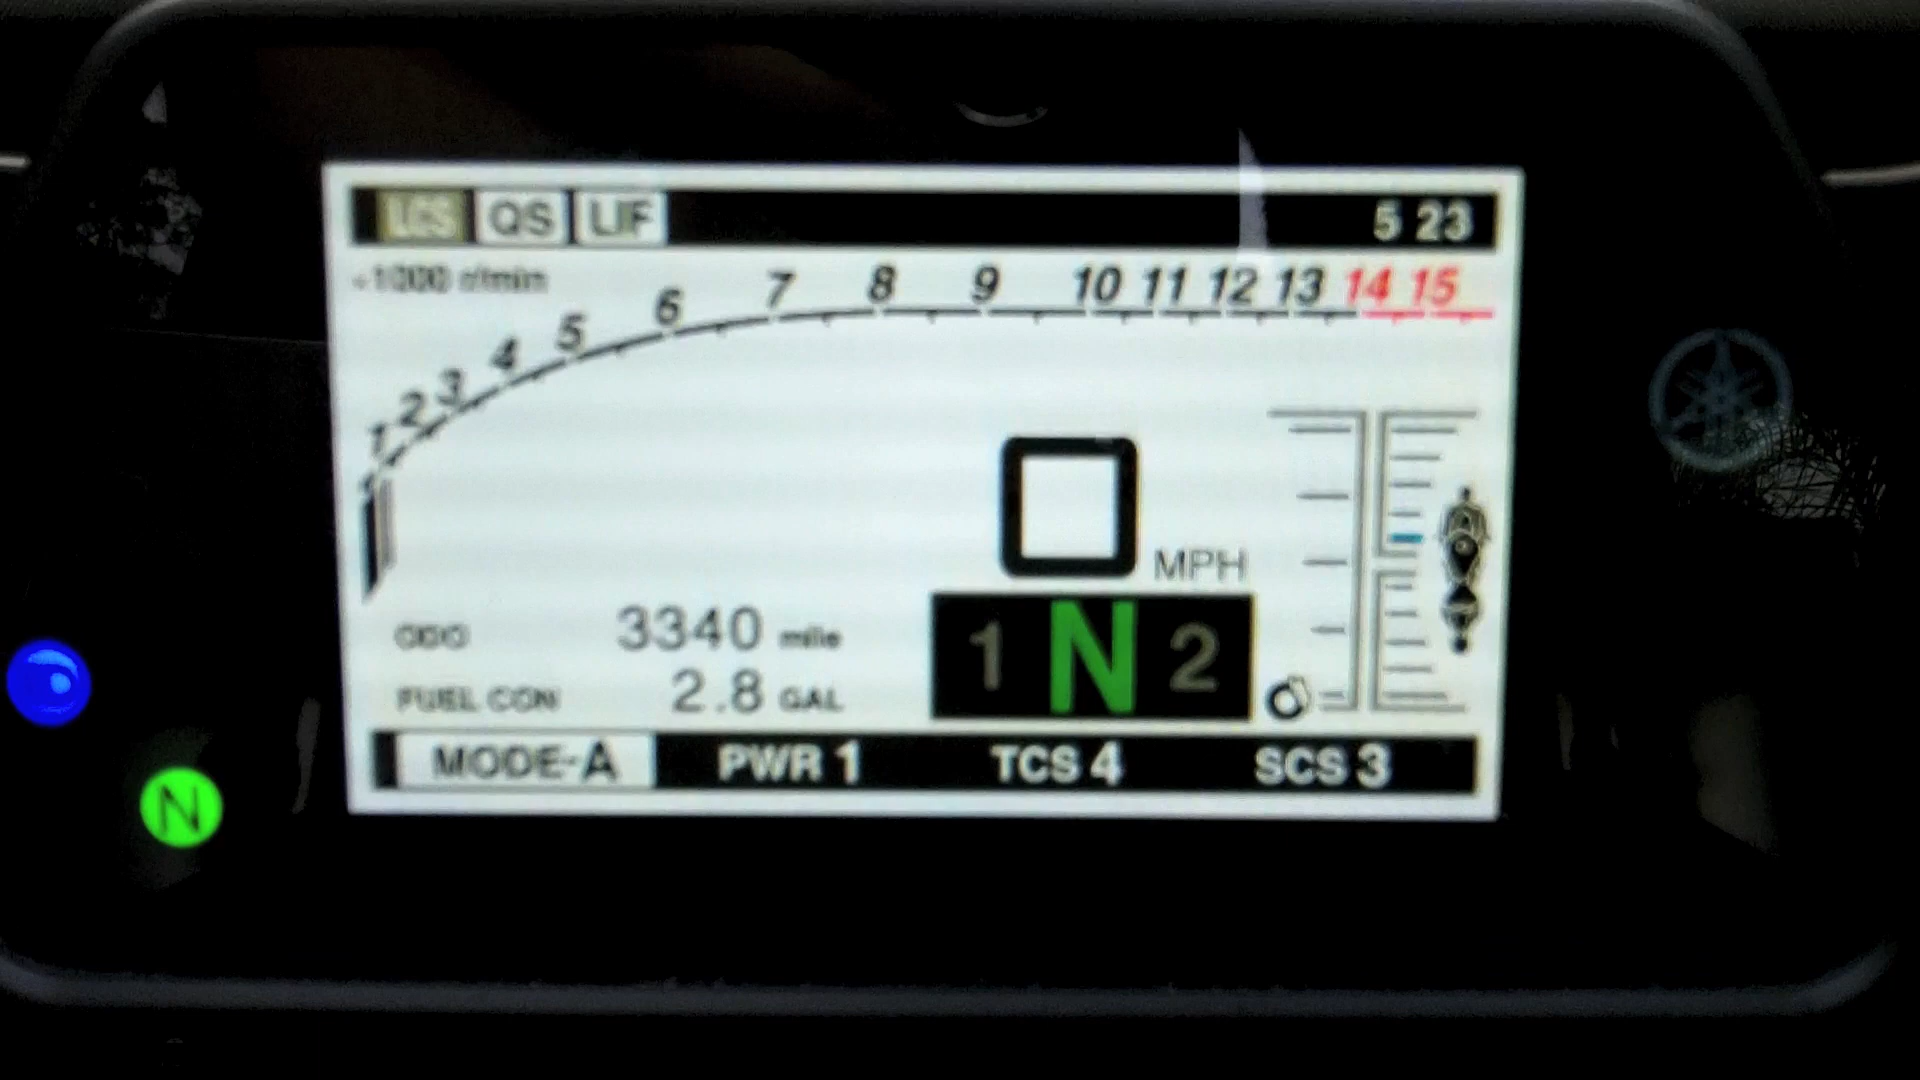 LCS QS LIF 5 23
×1000 r/min
1 2 3 4 5 6 7 8 9 10 11 12 13 14 15
0 MPH
ODO 3340 mile
FUEL CON 2.8 GAL
1 N 2
MODE-A PWR 1 TCS 4 SCS 3
N